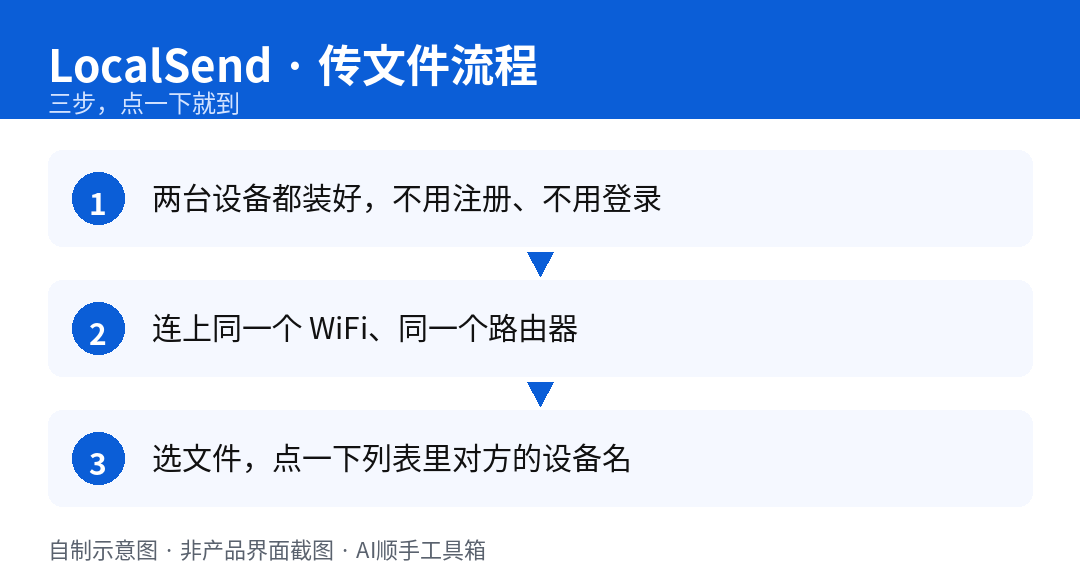 LocalSend · 传文件流程
三步，点一下就到
1 两台设备都装好，不用注册、不用登录
2 连上同一个 WiFi、同一个路由器
3 选文件，点一下列表里对方的设备名
自制示意图 · 非产品界面截图 · AI顺手工具箱